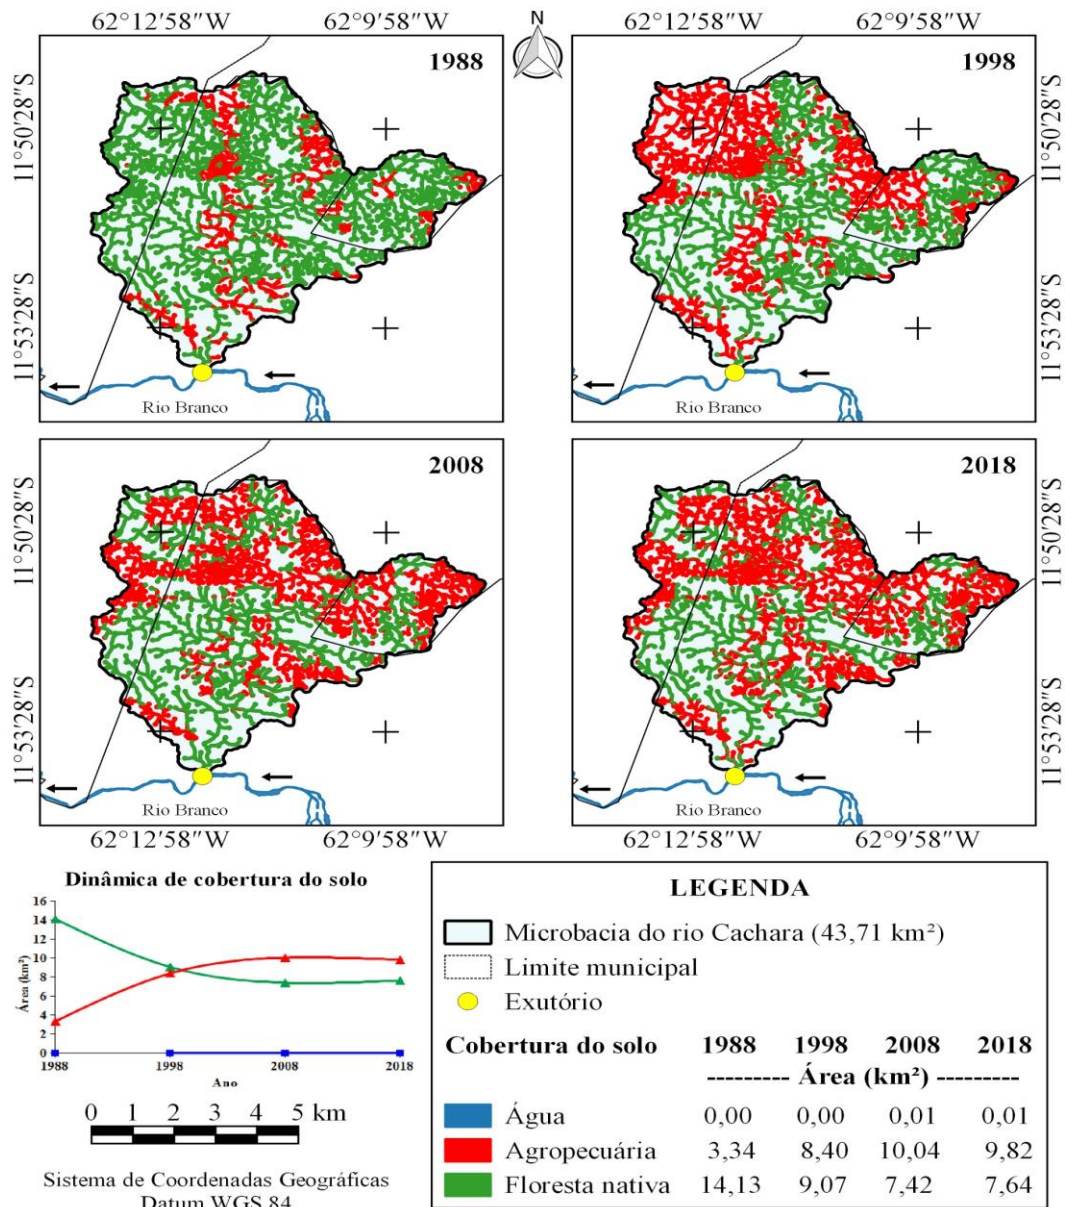 62°12'58"W 62°9'58"W N 62°12'58"W 62°9'58"W
1988
11°50'28"S
11°53'28"S
Rio Branco
1998
11°50'28"S
11°53'28"S
Rio Branco
2008
11°50'28"S
11°53'28"S
Rio Branco
2018
11°50'28"S
11°53'28"S
Rio Branco
62°12'58"W 62°9'58"W 62°12'58"W 62°9'58"W
Dinâmica de cobertura do solo
Área (km²)
16
14
12
10
8
6
4
2
0
1988 1998 2008 2018
Ano
0 1 2 3 4 5 km
Sistema de Coordenadas Geográficas
Datum WGS 84
LEGENDA
Microbacia do rio Cachara (43,71 km²)
Limite municipal
Exutório
Cobertura do solo 1988 1998 2008 2018
--------- Área (km²) ---------
Água 0,00 0,00 0,01 0,01
Agropecuária 3,34 8,40 10,04 9,82
Floresta nativa 14,13 9,07 7,42 7,64